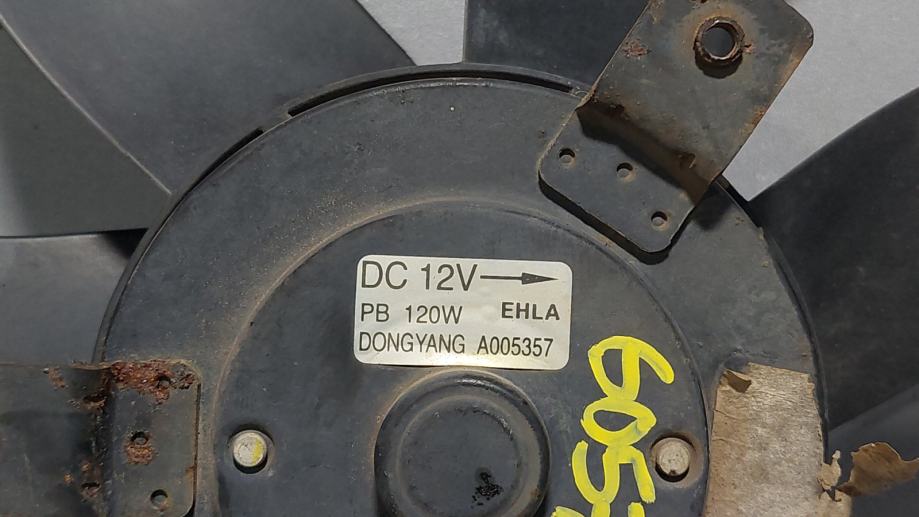 DC 12V
PB 120W EHLA
DONGYANG A005357
605